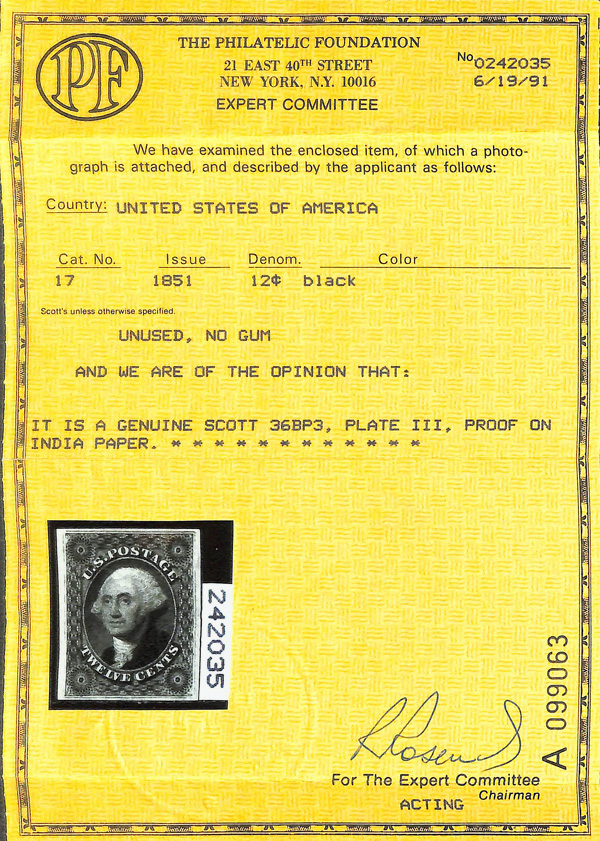 PF
THE PHILATELIC FOUNDATION
21 EAST 40TH STREET
NEW YORK, N.Y. 10016
EXPERT COMMITTEE
No 0242035
6/19/91
We have examined the enclosed item, of which a photo-
graph is attached, and described by the applicant as follows:
Country: UNITED STATES OF AMERICA
Cat. No. Issue Denom. Color
17 1851 12¢ black
Scott's unless otherwise specified.
UNUSED, NO GUM
AND WE ARE OF THE OPINION THAT:
IT IS A GENUINE SCOTT 36BP3, PLATE III, PROOF ON
INDIA PAPER. * * * * * * * * * * * *
U.S. POSTAGE
TWELVE CENTS
242035
A 099063
For The Expert Committee
Chairman
ACTING